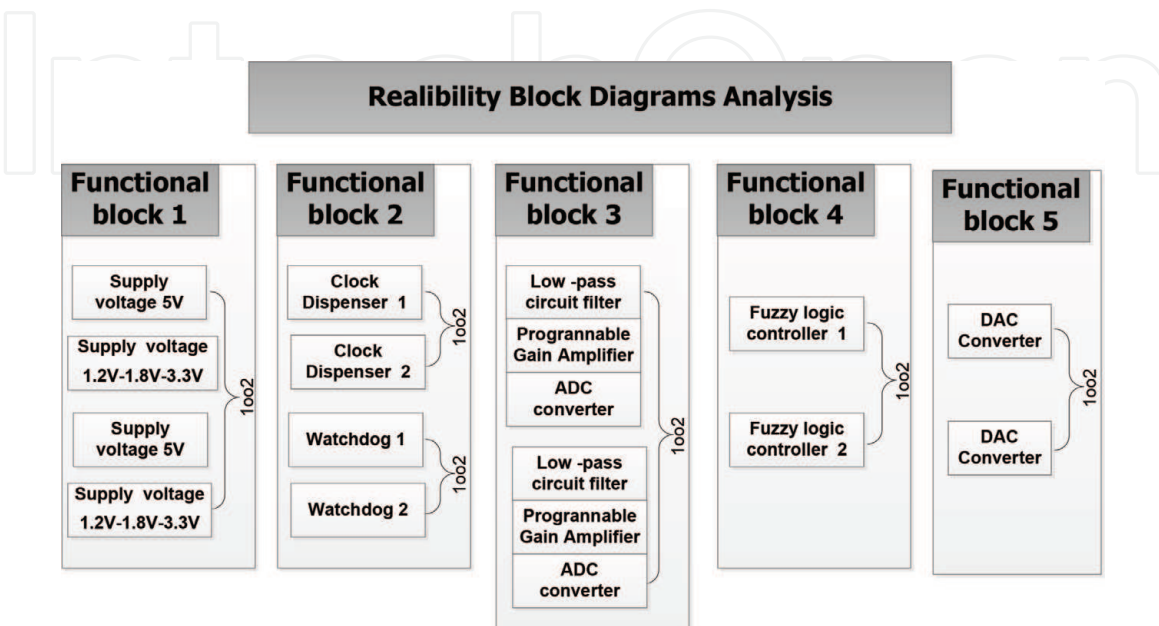 IntechOpen
Realibility Block Diagrams Analysis
Functional
block 1
Supply
voltage 5V
Supply voltage
1.2V-1.8V-3.3V
Supply
voltage 5V
Supply voltage
1.2V-1.8V-3.3V
1oo2
Functional
block 2
Clock
Dispenser 1
Clock
Dispenser 2
1oo2
Watchdog 1
Watchdog 2
1oo2
Functional
block 3
Low -pass
circuit filter
Progrannable
Gain Amplifier
ADC
converter
Low -pass
circuit filter
Progrannable
Gain Amplifier
ADC
converter
1oo2
Functional
block 4
Fuzzy logic
controller 1
Fuzzy logic
controller 2
1oo2
Functional
block 5
DAC
Converter
DAC
Converter
1oo2